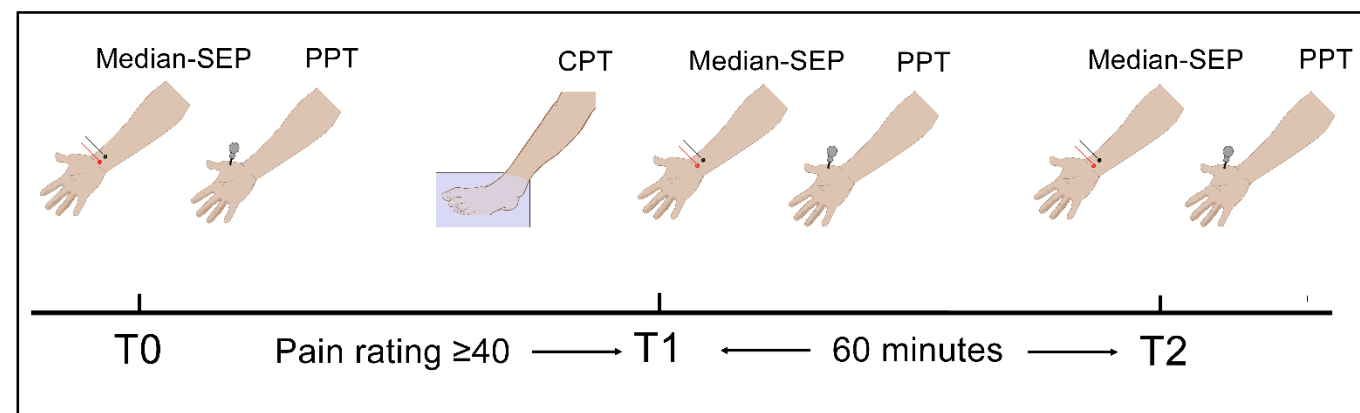 Median-SEP PPT CPT Median-SEP PPT Median-SEP PPT
T0 Pain rating ≥40 T1 60 minutes T2